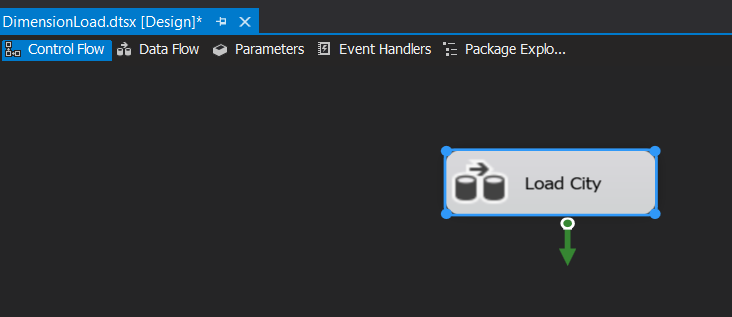 DimensionLoad.dtsx [Design]*
Control Flow Data Flow Parameters Event Handlers Package Explo...
Load City